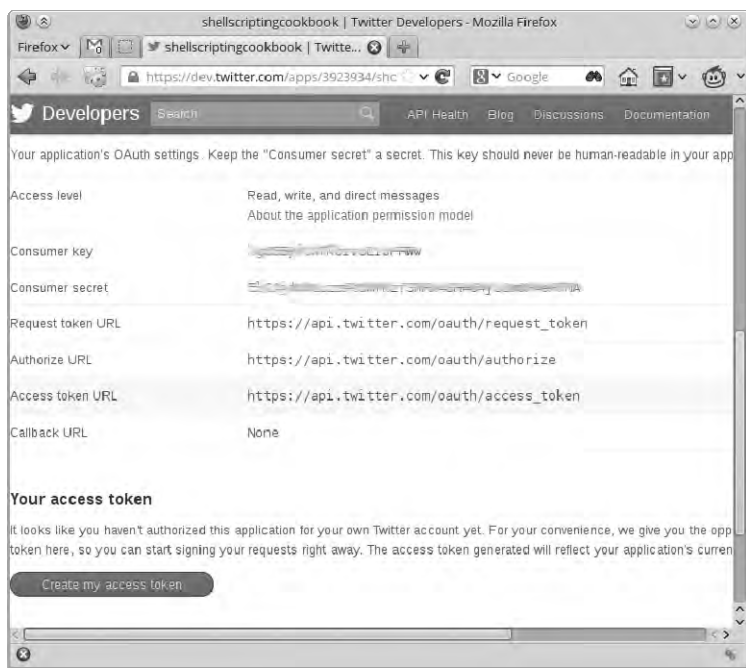 shellscriptingcookbook | Twitter Developers - Mozilla Firefox
Firefox
shellscriptingcookbook | Twitte...
https://dev.twitter.com/apps/3923934/sho
Google
Developers
Search
API Health Blog Discussions Documentation
Your application's OAuth settings. Keep the "Consumer secret" a secret. This key should never be human-readable in your app
Access level Read, write, and direct messages
About the application permission model
Consumer key
Consumer secret
Request token URL https://api.twitter.com/oauth/request_token
Authorize URL https://api.twitter.com/oauth/authorize
Access token URL https://api.twitter.com/oauth/access_token
Callback URL None
Your access token
It looks like you haven't authorized this application for your own Twitter account yet. For your convenience, we give you the opp
token here, so you can start signing your requests right away. The access token generated will reflect your application's curren
Create my access token